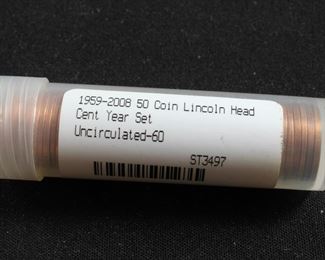 1959-2008 50 Coin Lincoln Head
Cent Year Set
Uncirculated-60
ST3497